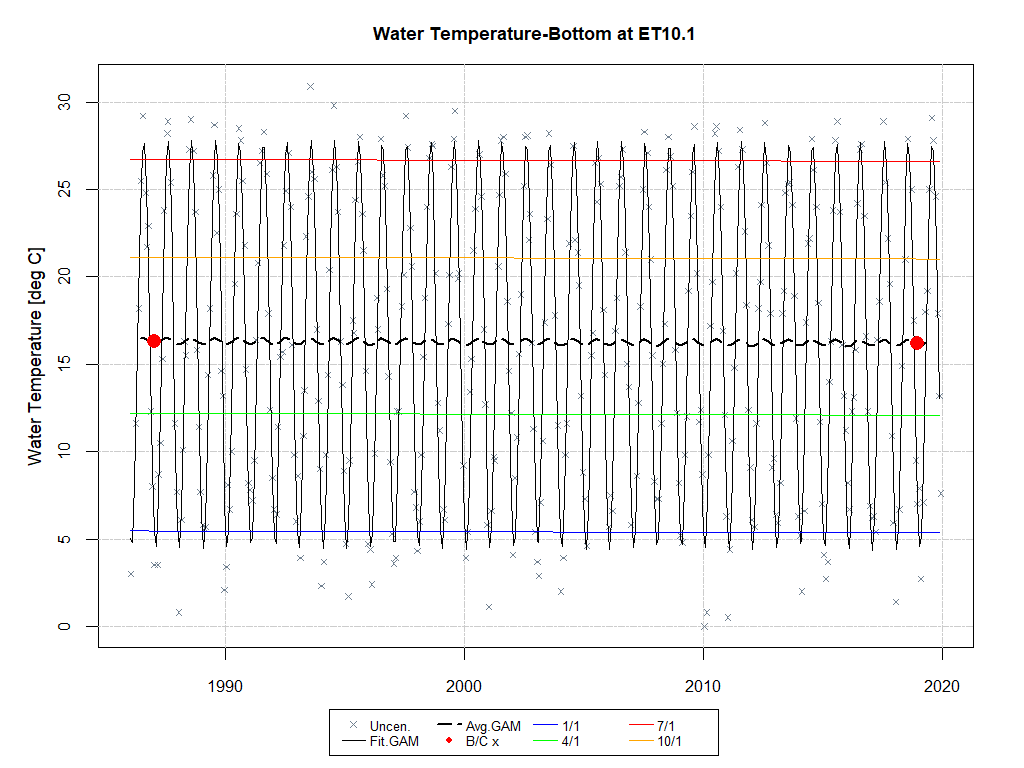 Water Temperature-Bottom at ET10.1
Water Temperature [deg C]
30
25
20
15
10
5
0
1990 2000 2010 2020
Uncen. Avg.GAM 1/1 7/1
Fit.GAM B/C x 4/1 10/1